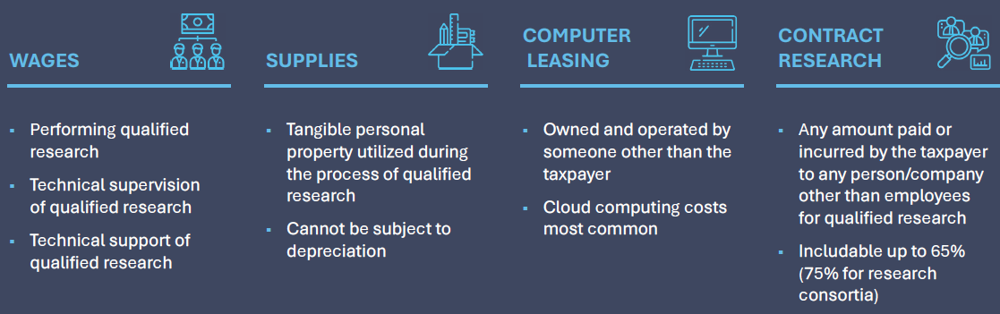 WAGES
▪ Performing qualified
research
▪ Technical supervision
of qualified research
▪ Technical support of
qualified research
SUPPLIES
▪ Tangible personal
property utilized during
the process of qualified
research
▪ Cannot be subject to
depreciation
COMPUTER
LEASING
▪ Owned and operated by
someone other than the
taxpayer
▪ Cloud computing costs
most common
CONTRACT
RESEARCH
▪ Any amount paid or
incurred by the taxpayer
to any person/company
other than employees
for qualified research
▪ Includable up to 65%
(75% for research
consortia)